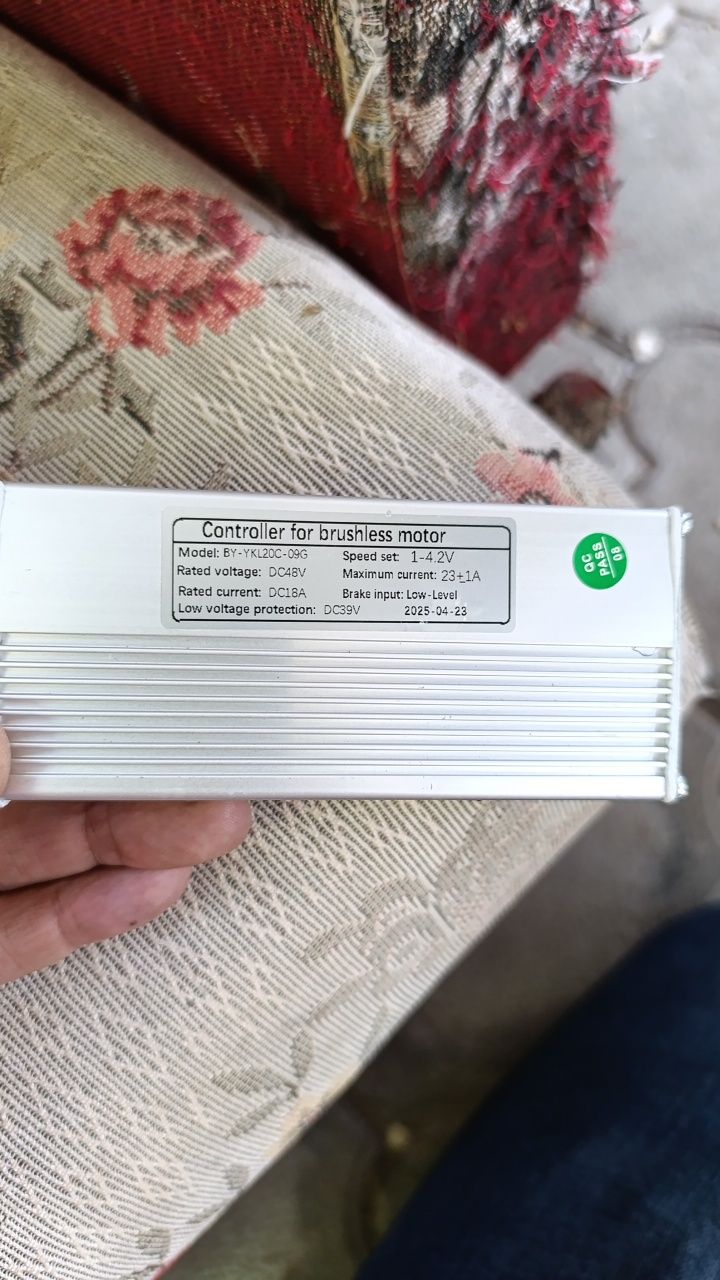 Controller for brushless motor
Model: BY-YKL20C-09G Speed set: 1-4.2V
Rated voltage: DC48V Maximum current: 23±1A
Rated current: DC18A Brake input: Low-Level
Low voltage protection: DC39V 2025-04-23
QC
PASS
08